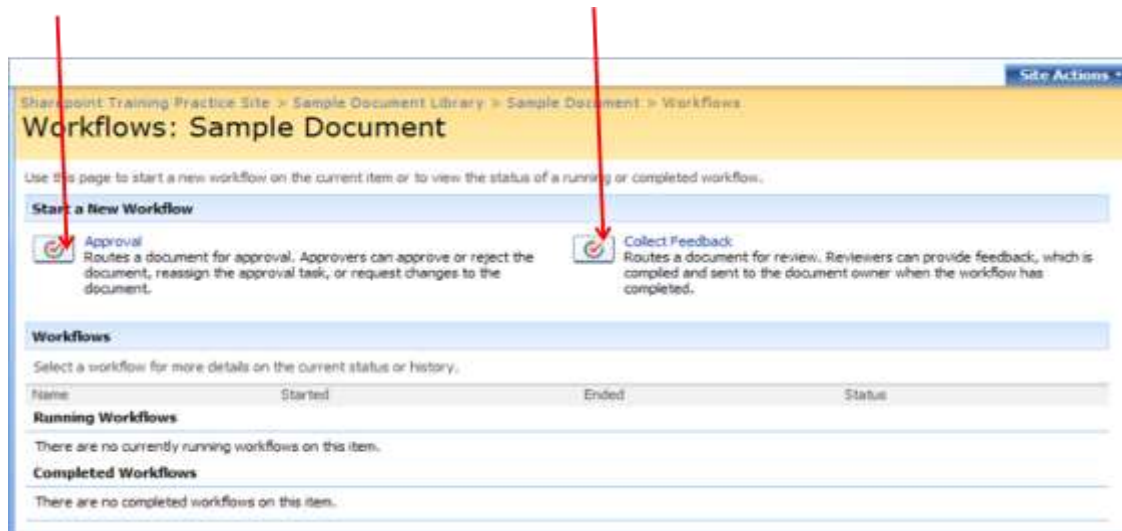 Site Actions
Sharepoint Training Practice Site > Sample Document Library > Sample Document > Workflows
Workflows: Sample Document
Use this page to start a new workflow on the current item or to view the status of a running or completed workflow.
Start a New Workflow
Approval
Routes a document for approval. Approvers can approve or reject the
document, reassign the approval task, or request changes to the
document.
Collect Feedback
Routes a document for review. Reviewers can provide feedback, which is
compiled and sent to the document owner when the workflow has
completed.
Workflows
Select a workflow for more details on the current status or history.
Name Started Ended Status
Running Workflows
There are no currently running workflows on this item.
Completed Workflows
There are no completed workflows on this item.